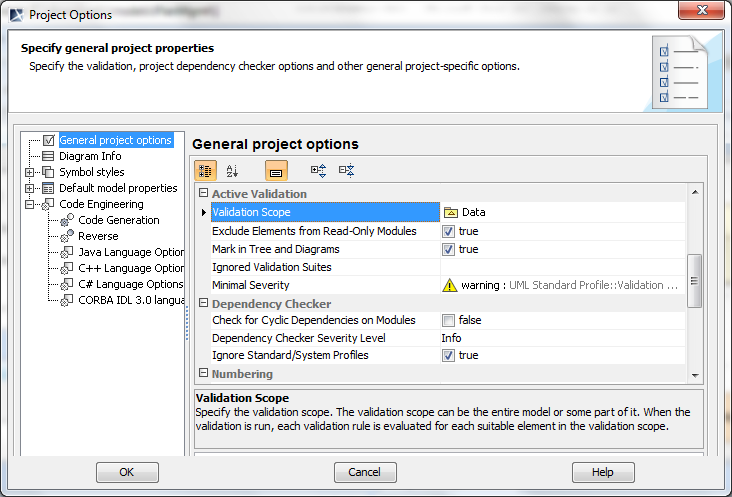 Project Options
Specify general project properties
Specify the validation, project dependency checker options and other general project-specific options.
General project options
Diagram Info
Symbol styles
Default model properties
Code Engineering
Code Generation
Reverse
Java Language Option
C++ Language Option
C# Language Options
CORBA IDL 3.0 langua
General project options
Active Validation
Validation Scope Data
Exclude Elements from Read-Only Modules true
Mark in Tree and Diagrams true
Ignored Validation Suites
Minimal Severity warning : UML Standard Profile::Validation ...
Dependency Checker
Check for Cyclic Dependencies on Modules false
Dependency Checker Severity Level Info
Ignore Standard/System Profiles true
Numbering
Validation Scope
Specify the validation scope. The validation scope can be the entire model or some part of it. When the
validation is run, each validation rule is evaluated for each suitable element in the validation scope.
OK Cancel Help